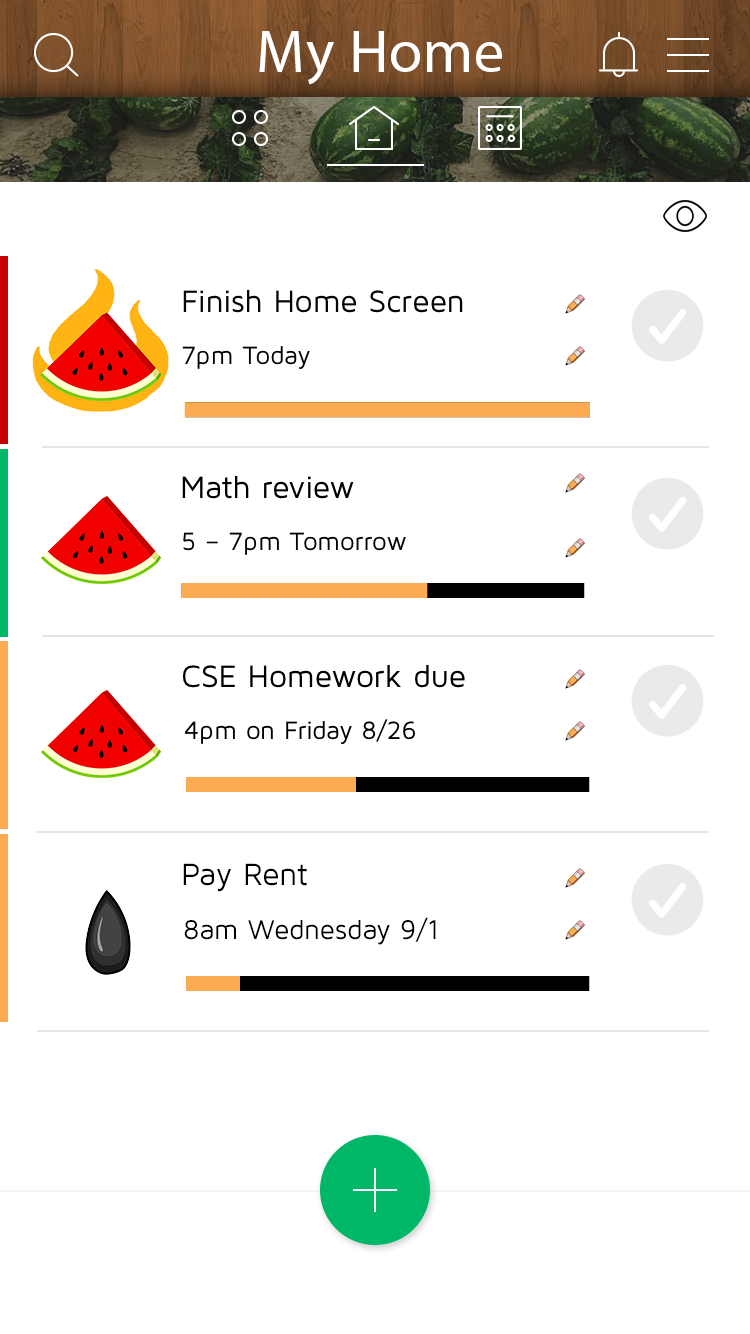 My Home
Finish Home Screen
7pm Today
Math review
5 – 7pm Tomorrow
CSE Homework due
4pm on Friday 8/26
Pay Rent
8am Wednesday 9/1